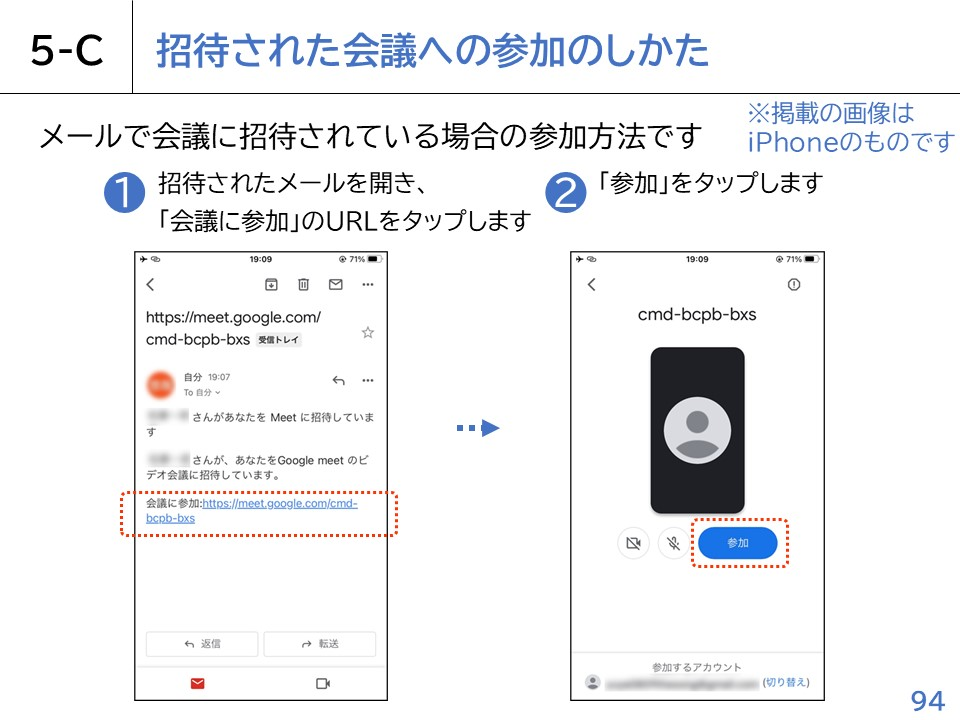 5-C
招待された会議への参加のしかた
※掲載の画像は
iPhoneのものです
メールで会議に招待されている場合の参加方法です
1
招待されたメールを開き、
「会議に参加」のURLをタップします
2
「参加」をタップします
19:09
71%
https://meet.google.com/
cmd-bcpb-bxs 受信トレイ
自分 19:07
To 自分
さんがあなたを Meet に招待していま
す
さんが、あなたをGoogle meet のビ
デオ会議に招待しています。
会議に参加:https://meet.google.com/cmd-
bcpb-bxs
返信
転送
19:09
71%
cmd-bcpb-bxs
参加
参加するアカウント
(切り替え)
94